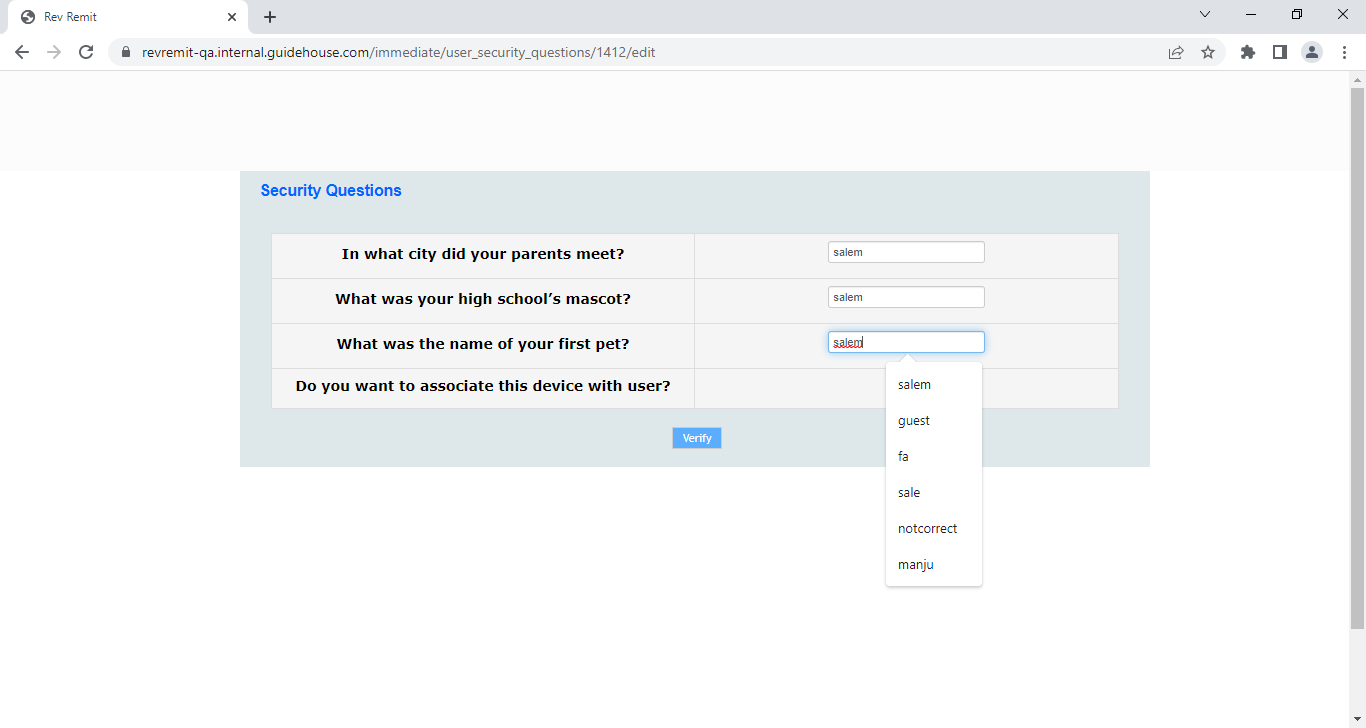 Rev Remit
revremit-qa.internal.guidehouse.com/immediate/user_security_questions/1412/edit
Security Questions
In what city did your parents meet? salem
What was your high school’s mascot? salem
What was the name of your first pet? salem
Do you want to associate this device with user?
Verify
salem
guest
fa
sale
notcorrect
manju